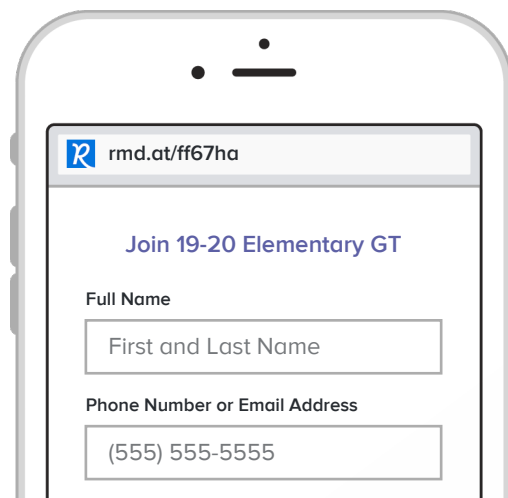 rmd.at/ff67ha
Join 19-20 Elementary GT
Full Name
First and Last Name
Phone Number or Email Address
(555) 555-5555